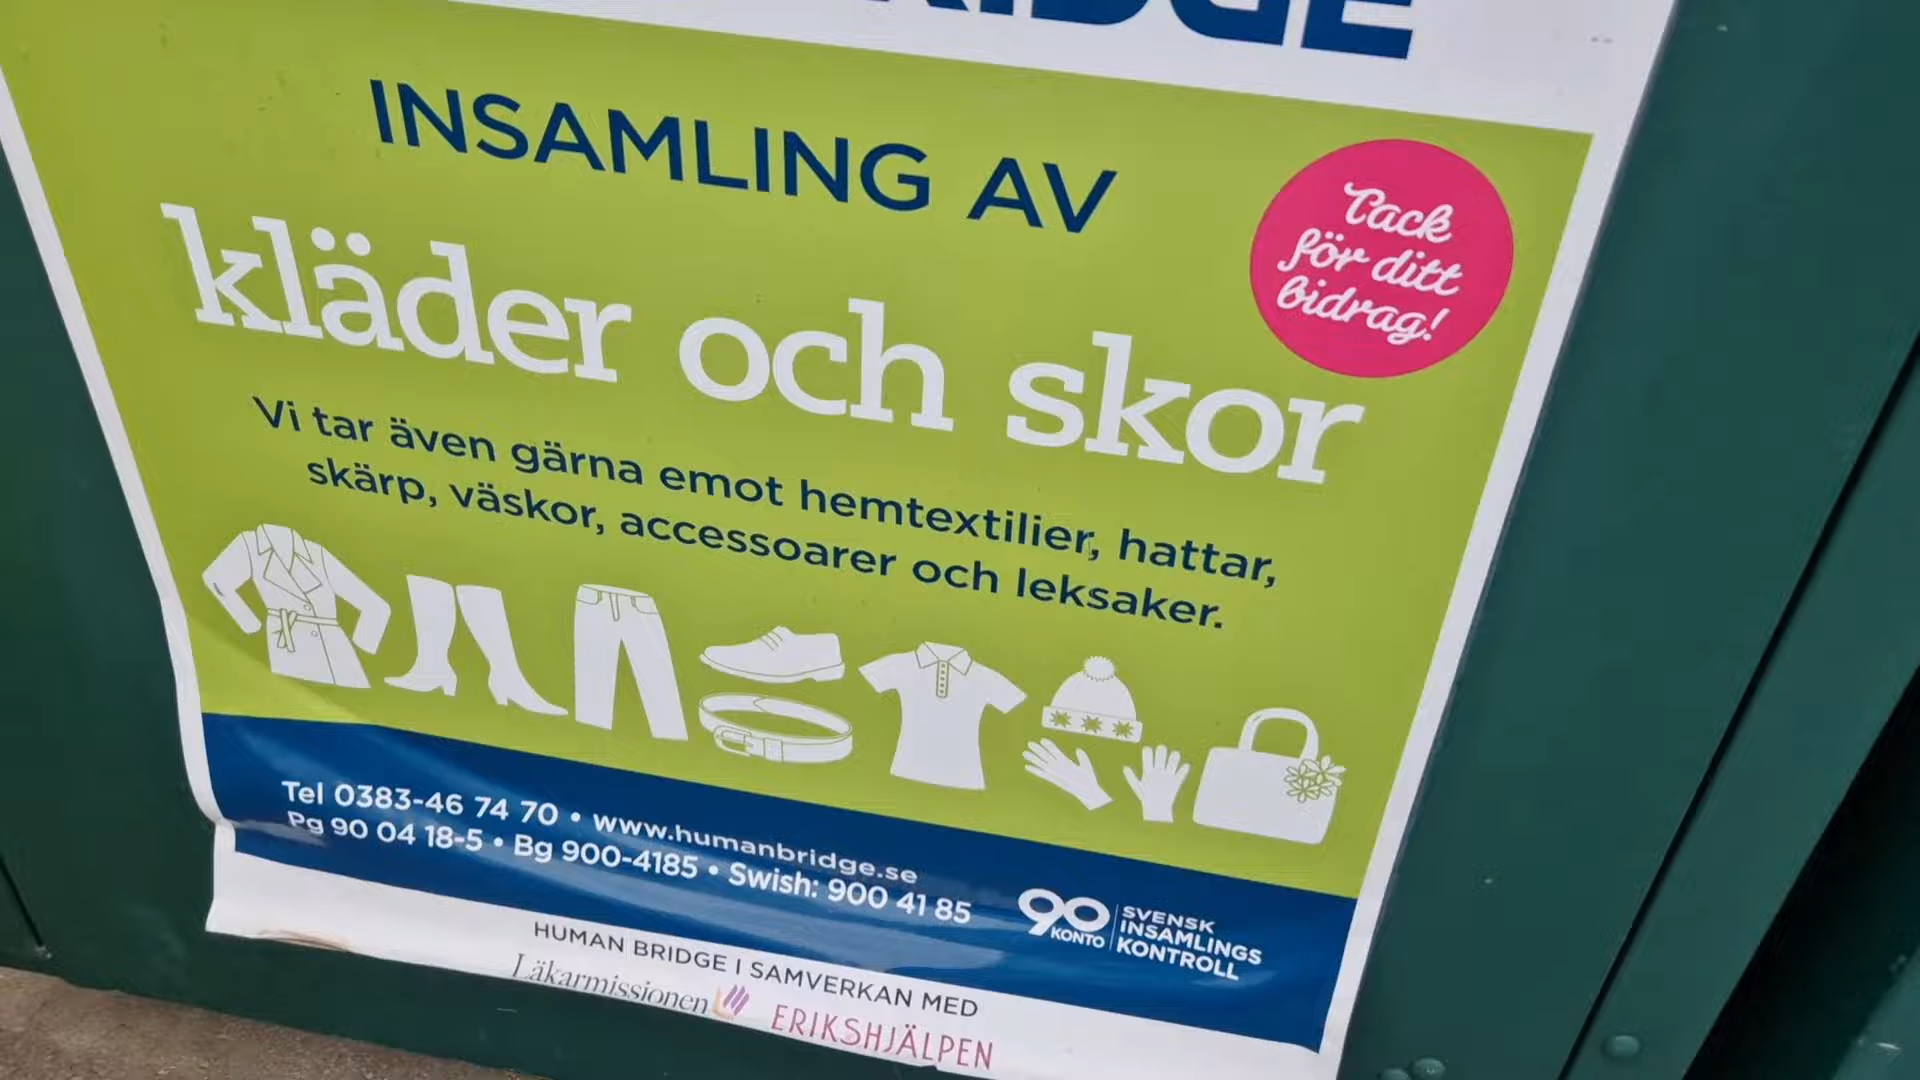 INSAMLING AV
kläder och skor
Tack
för ditt
bidrag!
Vi tar även gärna emot hemtextilier, hattar,
skärp, väskor, accessoarer och leksaker.
Tel 0383-46 74 70 • www.humanbridge.se
Pg 90 04 18-5 • Bg 900-4185 • Swish: 900 41 85
90
KONTO
SVENSK
INSAMLINGS
KONTROLL
HUMAN BRIDGE I SAMVERKAN MED
Läkarmissionen
ERIKSHJÄLPEN